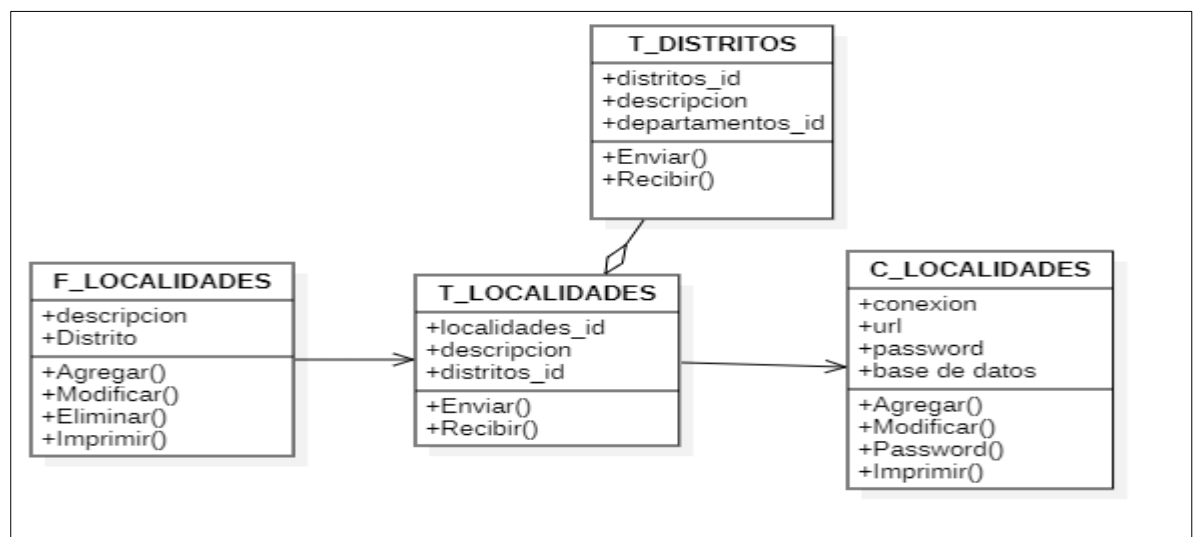 T_DISTRITOS
+distritos_id
+descripcion
+departamentos_id
+Enviar()
+Recibir()
F_LOCALIDADES
+descripcion
+Distrito
+Agregar()
+Modificar()
+Eliminar()
+Imprimir()
T_LOCALIDADES
+localidades_id
+descripcion
+distritos_id
+Enviar()
+Recibir()
C_LOCALIDADES
+conexion
+url
+password
+base de datos
+Agregar()
+Modificar()
+Password()
+Imprimir()